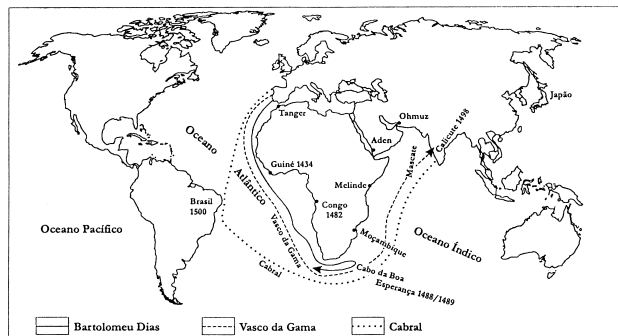 Japão
Ohmuz
Tanger
Calicute 1498
Oceano
Atlântico
Aden
Mascate
Guiné 1434
Melinde
Brasil
1500
Congo
1482
Oceano Pacífico
Vasco da Gama
Moçambique
Oceano Índico
Cabral
Cabo da Boa
Esperança 1488/1489
Bartolomeu Dias
Vasco da Gama
Cabral